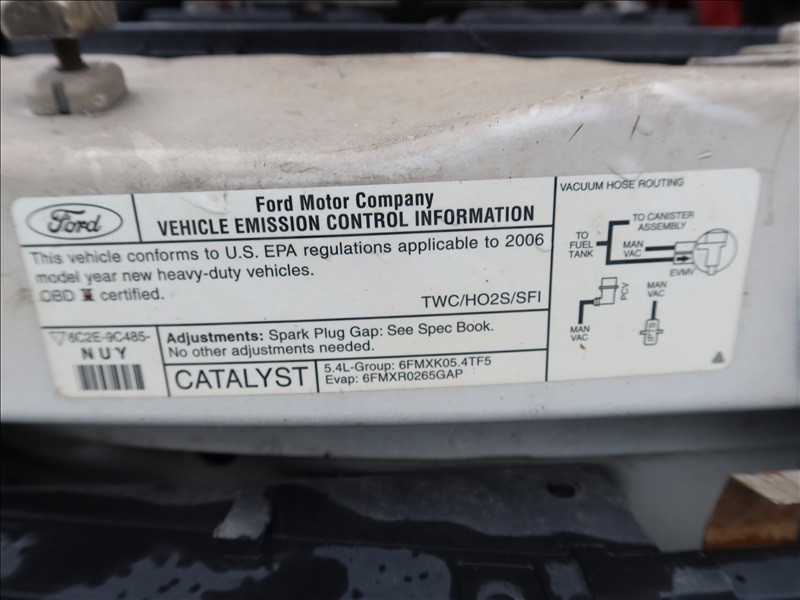 Ford
Ford Motor Company
VEHICLE EMISSION CONTROL INFORMATION
This vehicle conforms to U.S. EPA regulations applicable to 2006
model year new heavy-duty vehicles.
OBD II certified.
TWC/HO2S/SFI
6C2E-9C485-
NUY
Adjustments: Spark Plug Gap: See Spec Book.
No other adjustments needed.
CATALYST
5.4L-Group: 6FMXK05.4TF5
Evap: 6FMXR0265GAP
VACUUM HOSE ROUTING
TO CANISTER
ASSEMBLY
TO
FUEL
TANK
MAN
VAC
EVMV
PCV
MAN
VAC
MAN
VAC
IPTS